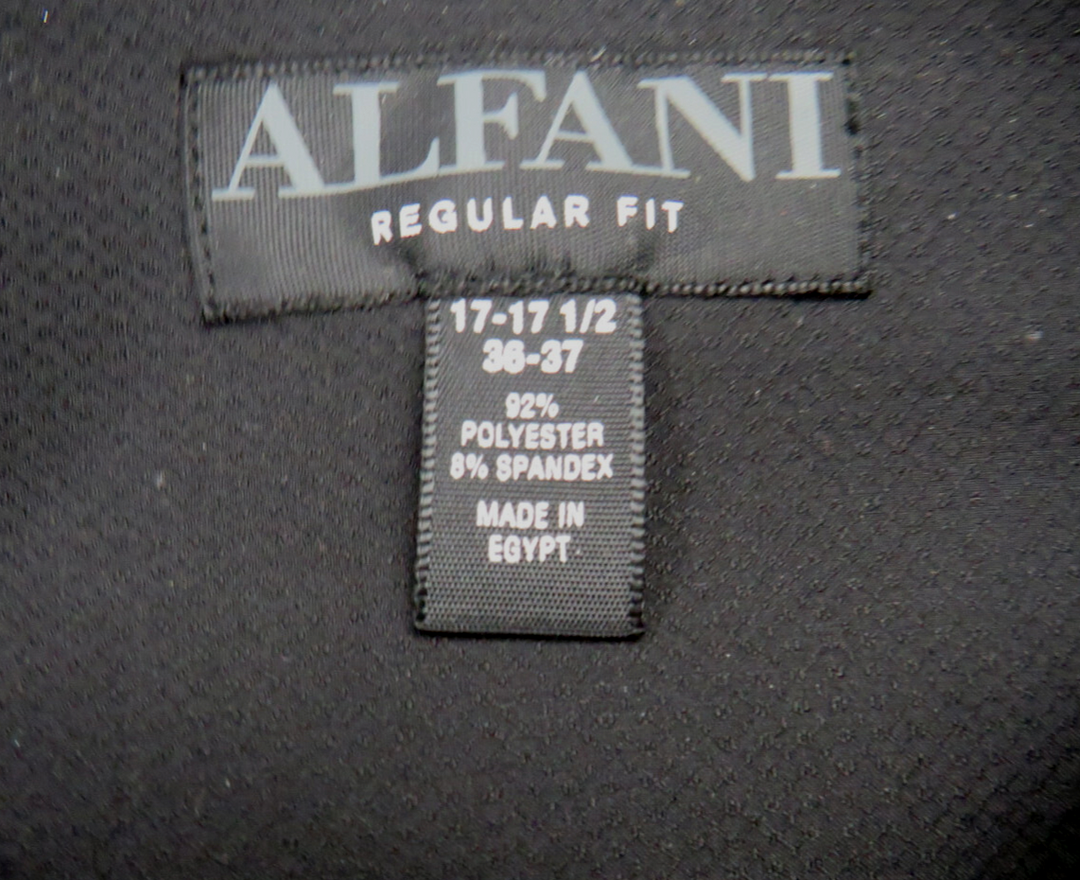 ALFANI
REGULAR FIT
17-17 1/2
36-37
92%
POLYESTER
8% SPANDEX
MADE IN
EGYPT